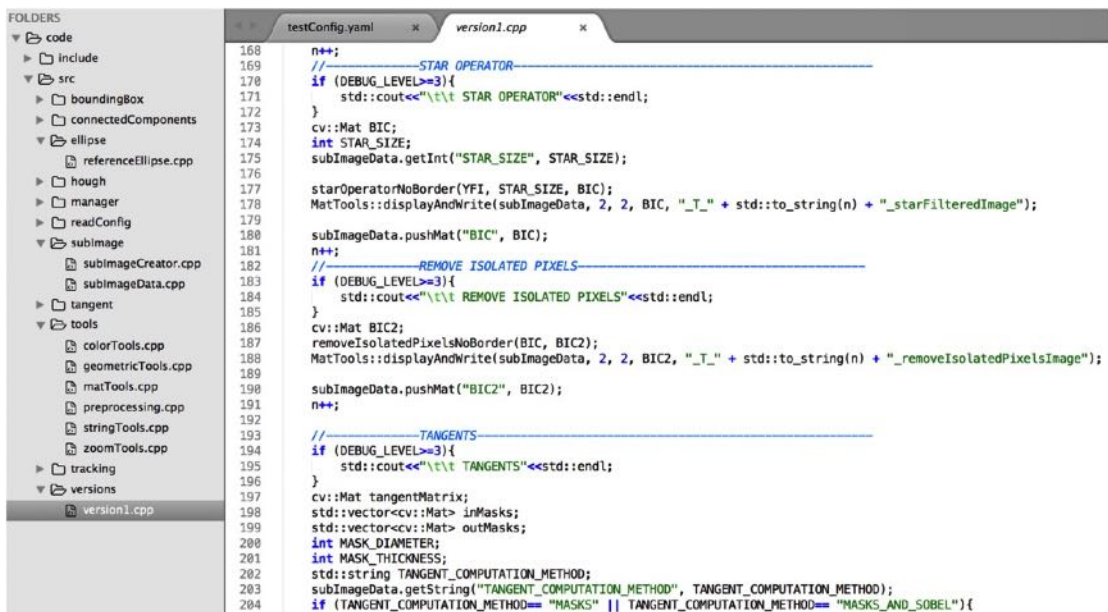 FOLDERS
code
include
src
boundingBox
connectedComponents
ellipse
referenceEllipse.cpp
hough
manager
readConfig
subImage
subImageCreator.cpp
subImageData.cpp
tangent
tools
colorTools.cpp
geometricTools.cpp
matTools.cpp
preprocessing.cpp
stringTools.cpp
zoomTools.cpp
tracking
versions
version1.cpp
testConfig.yaml × version1.cpp ×
168 n++;
169 //-------------STAR OPERATOR--------------------------------------------------
170 if (DEBUG_LEVEL>=3){
171 std::cout<<"\t\t STAR OPERATOR"<<std::endl;
172 }
173 cv::Mat BIC;
174 int STAR_SIZE;
175 subImageData.getInt("STAR_SIZE", STAR_SIZE);
176
177 starOperatorNoBorder(YFI, STAR_SIZE, BIC);
178 MatTools::displayAndWrite(subImageData, 2, 2, BIC, "_T_" + std::to_string(n) + "_starFilteredImage");
179
180 subImageData.pushMat("BIC", BIC);
181 n++;
182 //-------------REMOVE ISOLATED PIXELS----------------------------------------
183 if (DEBUG_LEVEL>=3){
184 std::cout<<"\t\t REMOVE ISOLATED PIXELS"<<std::endl;
185 }
186 cv::Mat BIC2;
187 removeIsolatedPixelsNoBorder(BIC, BIC2);
188 MatTools::displayAndWrite(subImageData, 2, 2, BIC2, "_T_" + std::to_string(n) + "_removeIsolatedPixelsImage");
189
190 subImageData.pushMat("BIC2", BIC2);
191 n++;
192
193 //-------------TANGENTS-------------------------------------------------------
194 if (DEBUG_LEVEL>=3){
195 std::cout<<"\t\t TANGENTS"<<std::endl;
196 }
197 cv::Mat tangentMatrix;
198 std::vector<cv::Mat> inMasks;
199 std::vector<cv::Mat> outMasks;
200 int MASK_DIAMETER;
201 int MASK_THICKNESS;
202 std::string TANGENT_COMPUTATION_METHOD;
203 subImageData.getString("TANGENT_COMPUTATION_METHOD", TANGENT_COMPUTATION_METHOD);
204 if (TANGENT_COMPUTATION_METHOD== "MASKS" || TANGENT_COMPUTATION_METHOD== "MASKS_AND_SOBEL"){